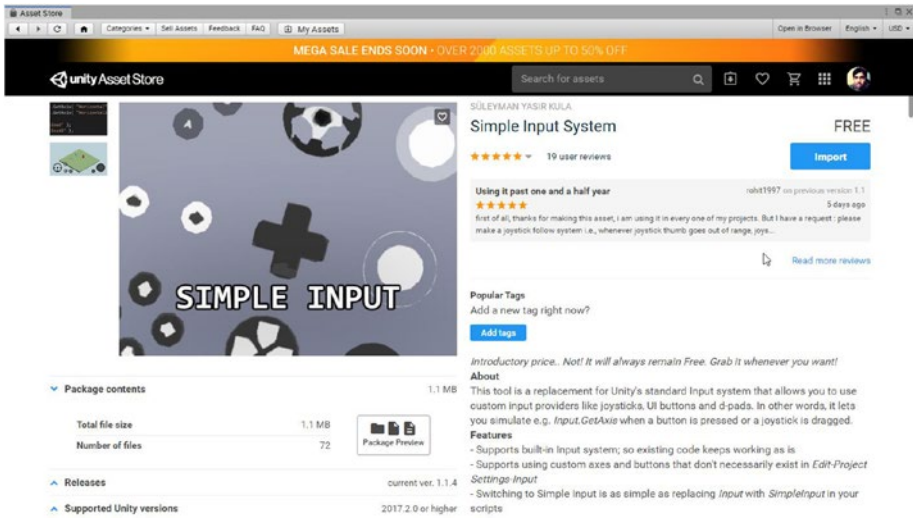 Asset Store
Categories Sell Assets Feedback FAQ My Assets Open in Browser English USD
MEGA SALE ENDS SOON • OVER 2000 ASSETS UP TO 50% OFF
unity Asset Store Search for assets
SÜLEYMAN YASIR KULA
Simple Input System FREE
19 user reviews Import
Using it past one and a half year rohit1997 on previous version 1.1
5 days ago
first of all, thanks for making this asset, i am using it in every one of my projects. But I have a request : please
make a joystick follow system i.e., whenever joystick thumb goes out of range, joys...
Read more reviews
A
SIMPLE INPUT
Popular Tags
Add a new tag right now?
Add tags
Introductory price.. Not! It will always remain Free. Grab it whenever you want!
About
This tool is a replacement for Unity's standard Input system that allows you to use
custom input providers like joysticks, UI buttons and d-pads. In other words, it lets
you simulate e.g. Input.GetAxis when a button is pressed or a joystick is dragged.
Features
- Supports built-in Input system; so existing code keeps working as is
- Supports using custom axes and buttons that don't necessarily exist in Edit-Project
Settings-Input
- Switching to Simple Input is as simple as replacing Input with SimpleInput in your
scripts
Package contents 1.1 MB
Total file size 1.1 MB
Number of files 72
Package Preview
Releases current ver. 1.1.4
Supported Unity versions 2017.2.0 or higher